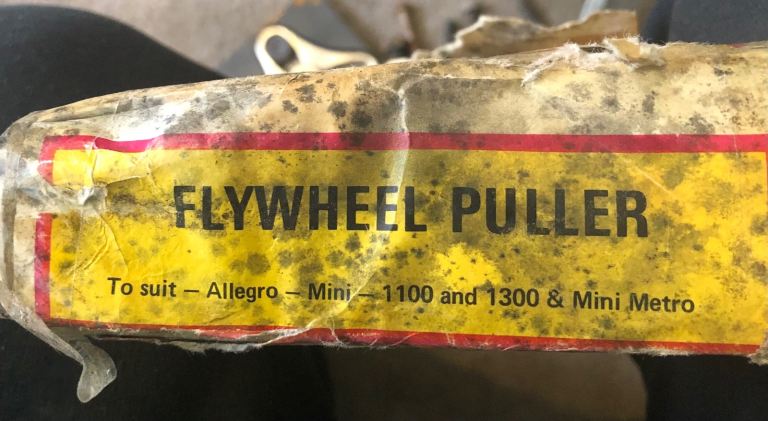 FLYWHEEL PULLER
To suit – Allegro – Mini – 1100 and 1300 & Mini Metro